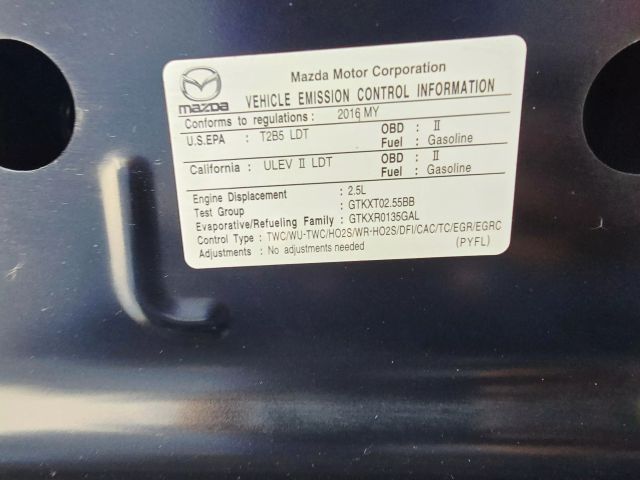 mazda
Mazda Motor Corporation
VEHICLE EMISSION CONTROL INFORMATION
Conforms to regulations : 2016 MY
U.S.EPA : T2B5 LDT OBD : II
Fuel : Gasoline
California : ULEV II LDT OBD : II
Fuel : Gasoline
Engine Displacement : 2.5L
Test Group : GTKXT02.55BB
Evaporative/Refueling Family : GTKXR0135GAL
Control Type : TWC/WU-TWC/HO2S/WR-HO2S/DFI/CAC/TC/EGR/EGRC
Adjustments : No adjustments needed (PYFL)